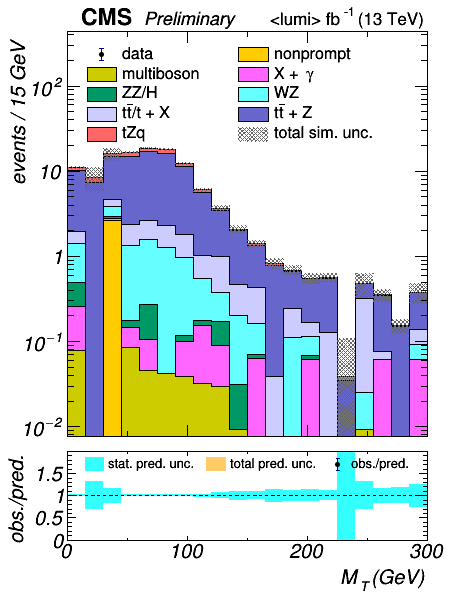 CMS Preliminary <lumi> fb⁻¹ (13 TeV)
events / 15 GeV
data
nonprompt
multiboson
X + γ
ZZ/H
WZ
tt̄/t + X
tt̄ + Z
tZq
total sim. unc.
10²
10
1
10⁻¹
10⁻²
obs./pred.
stat. pred. unc.
total pred. unc.
obs./pred.
1.5
1
0.5
0
0 100 200 300
M_T (GeV)